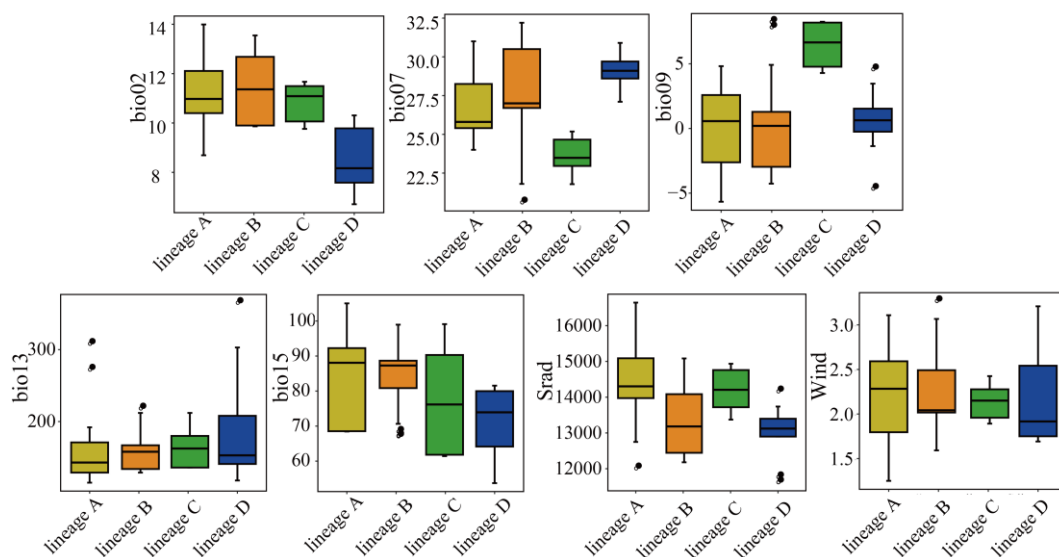 14
12
10
8
bio02
lineage A
lineage B
lineage C
lineage D
30.0
27.5
25.0
22.5
bio07
lineage A
lineage B
lineage C
lineage D
5
0
−5
bio09
lineage A
lineage B
lineage C
lineage D
300
200
bio13
lineage A
lineage B
lineage C
lineage D
100
90
80
70
60
bio15
lineage A
lineage B
lineage C
lineage D
16000
15000
14000
13000
12000
Srad
lineage A
lineage B
lineage C
lineage D
3.0
2.5
2.0
1.5
Wind
lineage A
lineage B
lineage C
lineage D